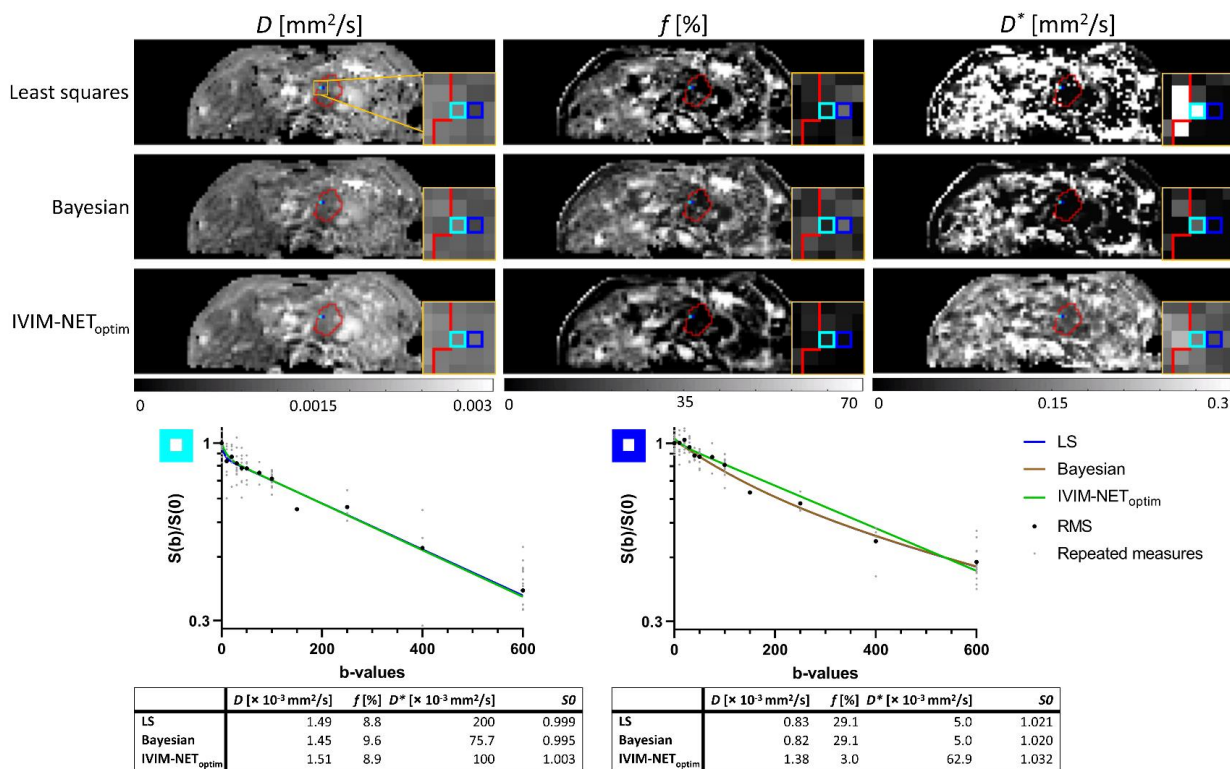 D [mm²/s] f [%] D* [mm²/s]
Least squares
Bayesian
IVIM-NEToptim
0 0.0015 0.003 0 35 70 0 0.15 0.3
1
S(b)/S(0)
0.3
0 200 400 600
b-values
1
S(b)/S(0)
0.3
0 200 400 600
b-values
LS
Bayesian
IVIM-NEToptim
RMS
Repeated measures
D [× 10⁻³ mm²/s] f [%] D* [× 10⁻³ mm²/s] S0
LS 1.49 8.8 200 0.999
Bayesian 1.45 9.6 75.7 0.995
IVIM-NEToptim 1.51 8.9 100 1.003
D [× 10⁻³ mm²/s] f [%] D* [× 10⁻³ mm²/s] S0
LS 0.83 29.1 5.0 1.021
Bayesian 0.82 29.1 5.0 1.020
IVIM-NEToptim 1.38 3.0 62.9 1.032